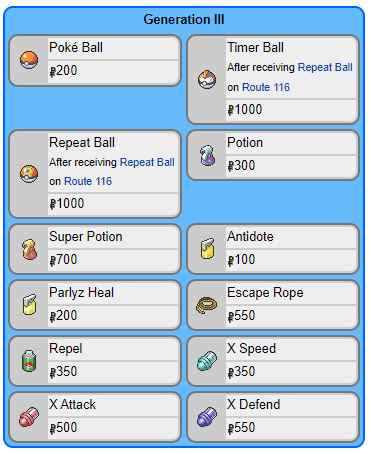 Generation III
Poké Ball
₽200
Timer Ball
After receiving Repeat Ball
on Route 116
₽1000
Repeat Ball
After receiving Repeat Ball
on Route 116
₽1000
Potion
₽300
Super Potion
₽700
Antidote
₽100
Parlyz Heal
₽200
Escape Rope
₽550
Repel
₽350
X Speed
₽350
X Attack
₽500
X Defend
₽550